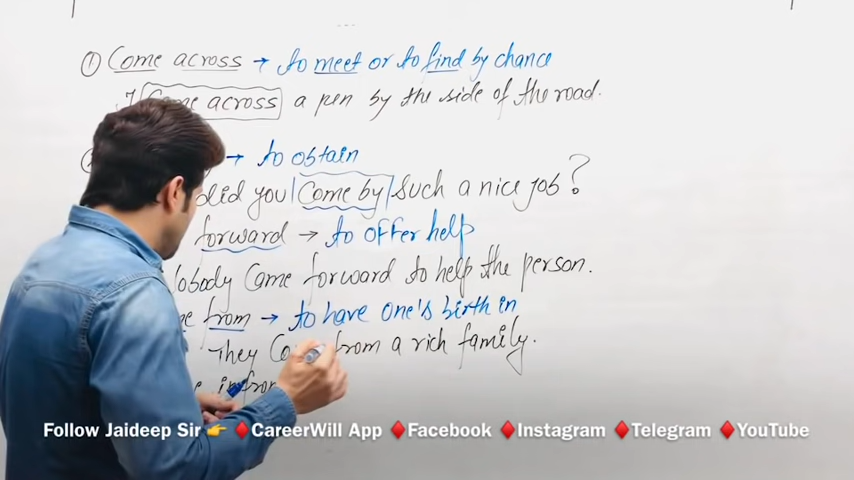 ① Come across → to meet or to find by chance
I Come across a pen by the side of the road.
→ to obtain
did you Come by such a nice job?
forward → to offer help
Nobody Came forward to help the person.
from → to have one's birth in
They from a rich family.
Follow Jaideep Sir 👉 ♦CareerWill App ♦Facebook ♦Instagram ♦Telegram ♦YouTube